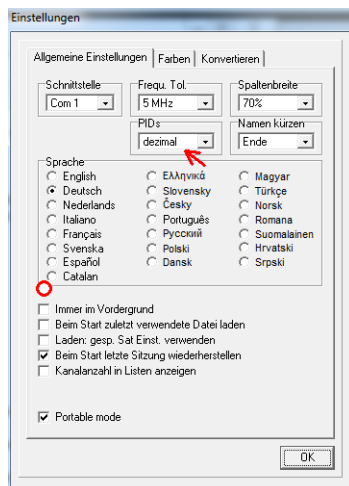 Einstellungen
Allgemeine Einstellungen Farben Konvertieren
Schnittstelle Frequ. Tol. Spaltenbreite
Com 1 5 MHz 70%
PIDs Namen kürzen
dezimal Ende
Sprache
English Ελληνικά Magyar
Deutsch Slovensky Türkçe
Nederlands Česky Norsk
Italiano Português Romana
Français Русский Suomalainen
Svenska Polski Hrvatski
Español Dansk Srpski
Catalan
Immer im Vordergrund
Beim Start zuletzt verwendete Datei laden
Laden: gesp. Sat Einst. verwenden
Beim Start letzte Sitzung wiederherstellen
Kanalanzahl in Listen anzeigen
Portable mode
OK